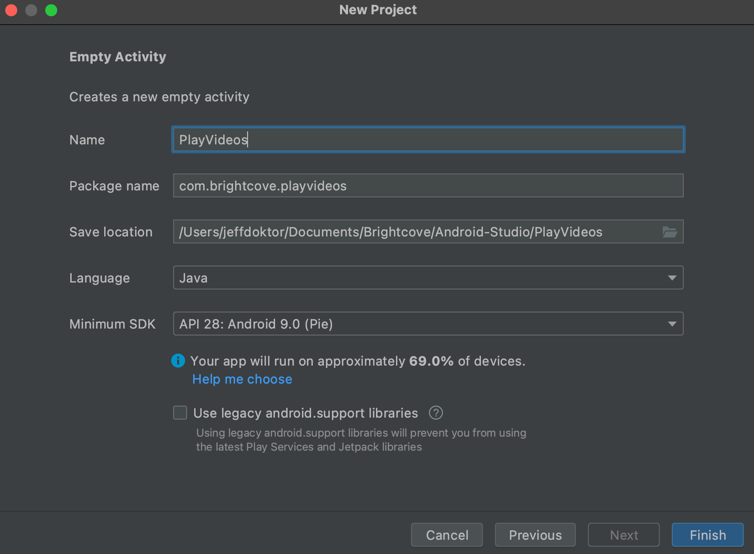 New Project
Empty Activity
Creates a new empty activity
Name PlayVideos
Package name com.brightcove.playvideos
Save location /Users/jeffdoktor/Documents/Brightcove/Android-Studio/PlayVideos
Language Java
Minimum SDK API 28: Android 9.0 (Pie)
i Your app will run on approximately 69.0% of devices.
Help me choose
Use legacy android.support libraries ?
Using legacy android.support libraries will prevent you from using
the latest Play Services and Jetpack libraries
Cancel Previous Next Finish